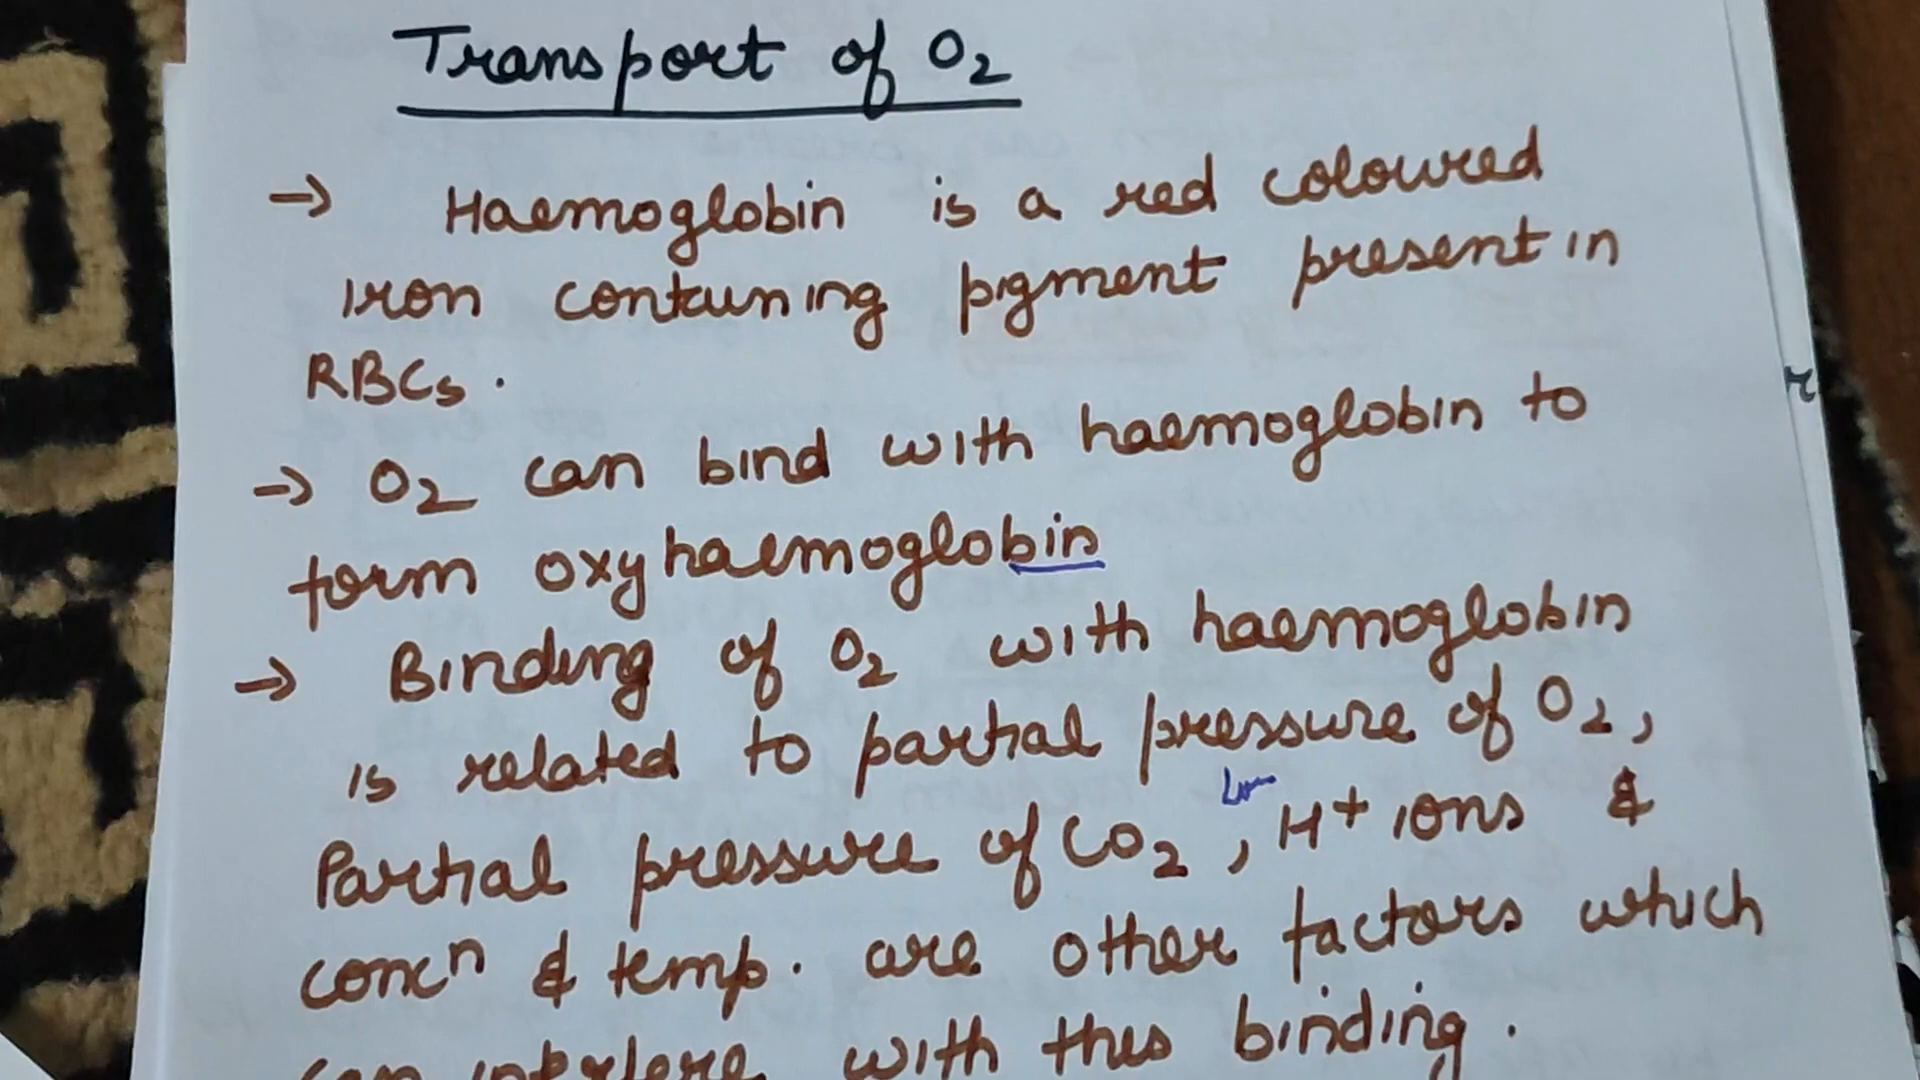 Transport of O2
→ Haemoglobin is a red coloured
Iron containing pigment present in
RBCs.
→ O2 can bind with haemoglobin to
form oxyhaemoglobin
→ Binding of O2 with haemoglobin
is related to partial pressure of O2,
Partial pressure of CO2, H+ ions &
concn & temp. are other factors which
can interfere with this binding.